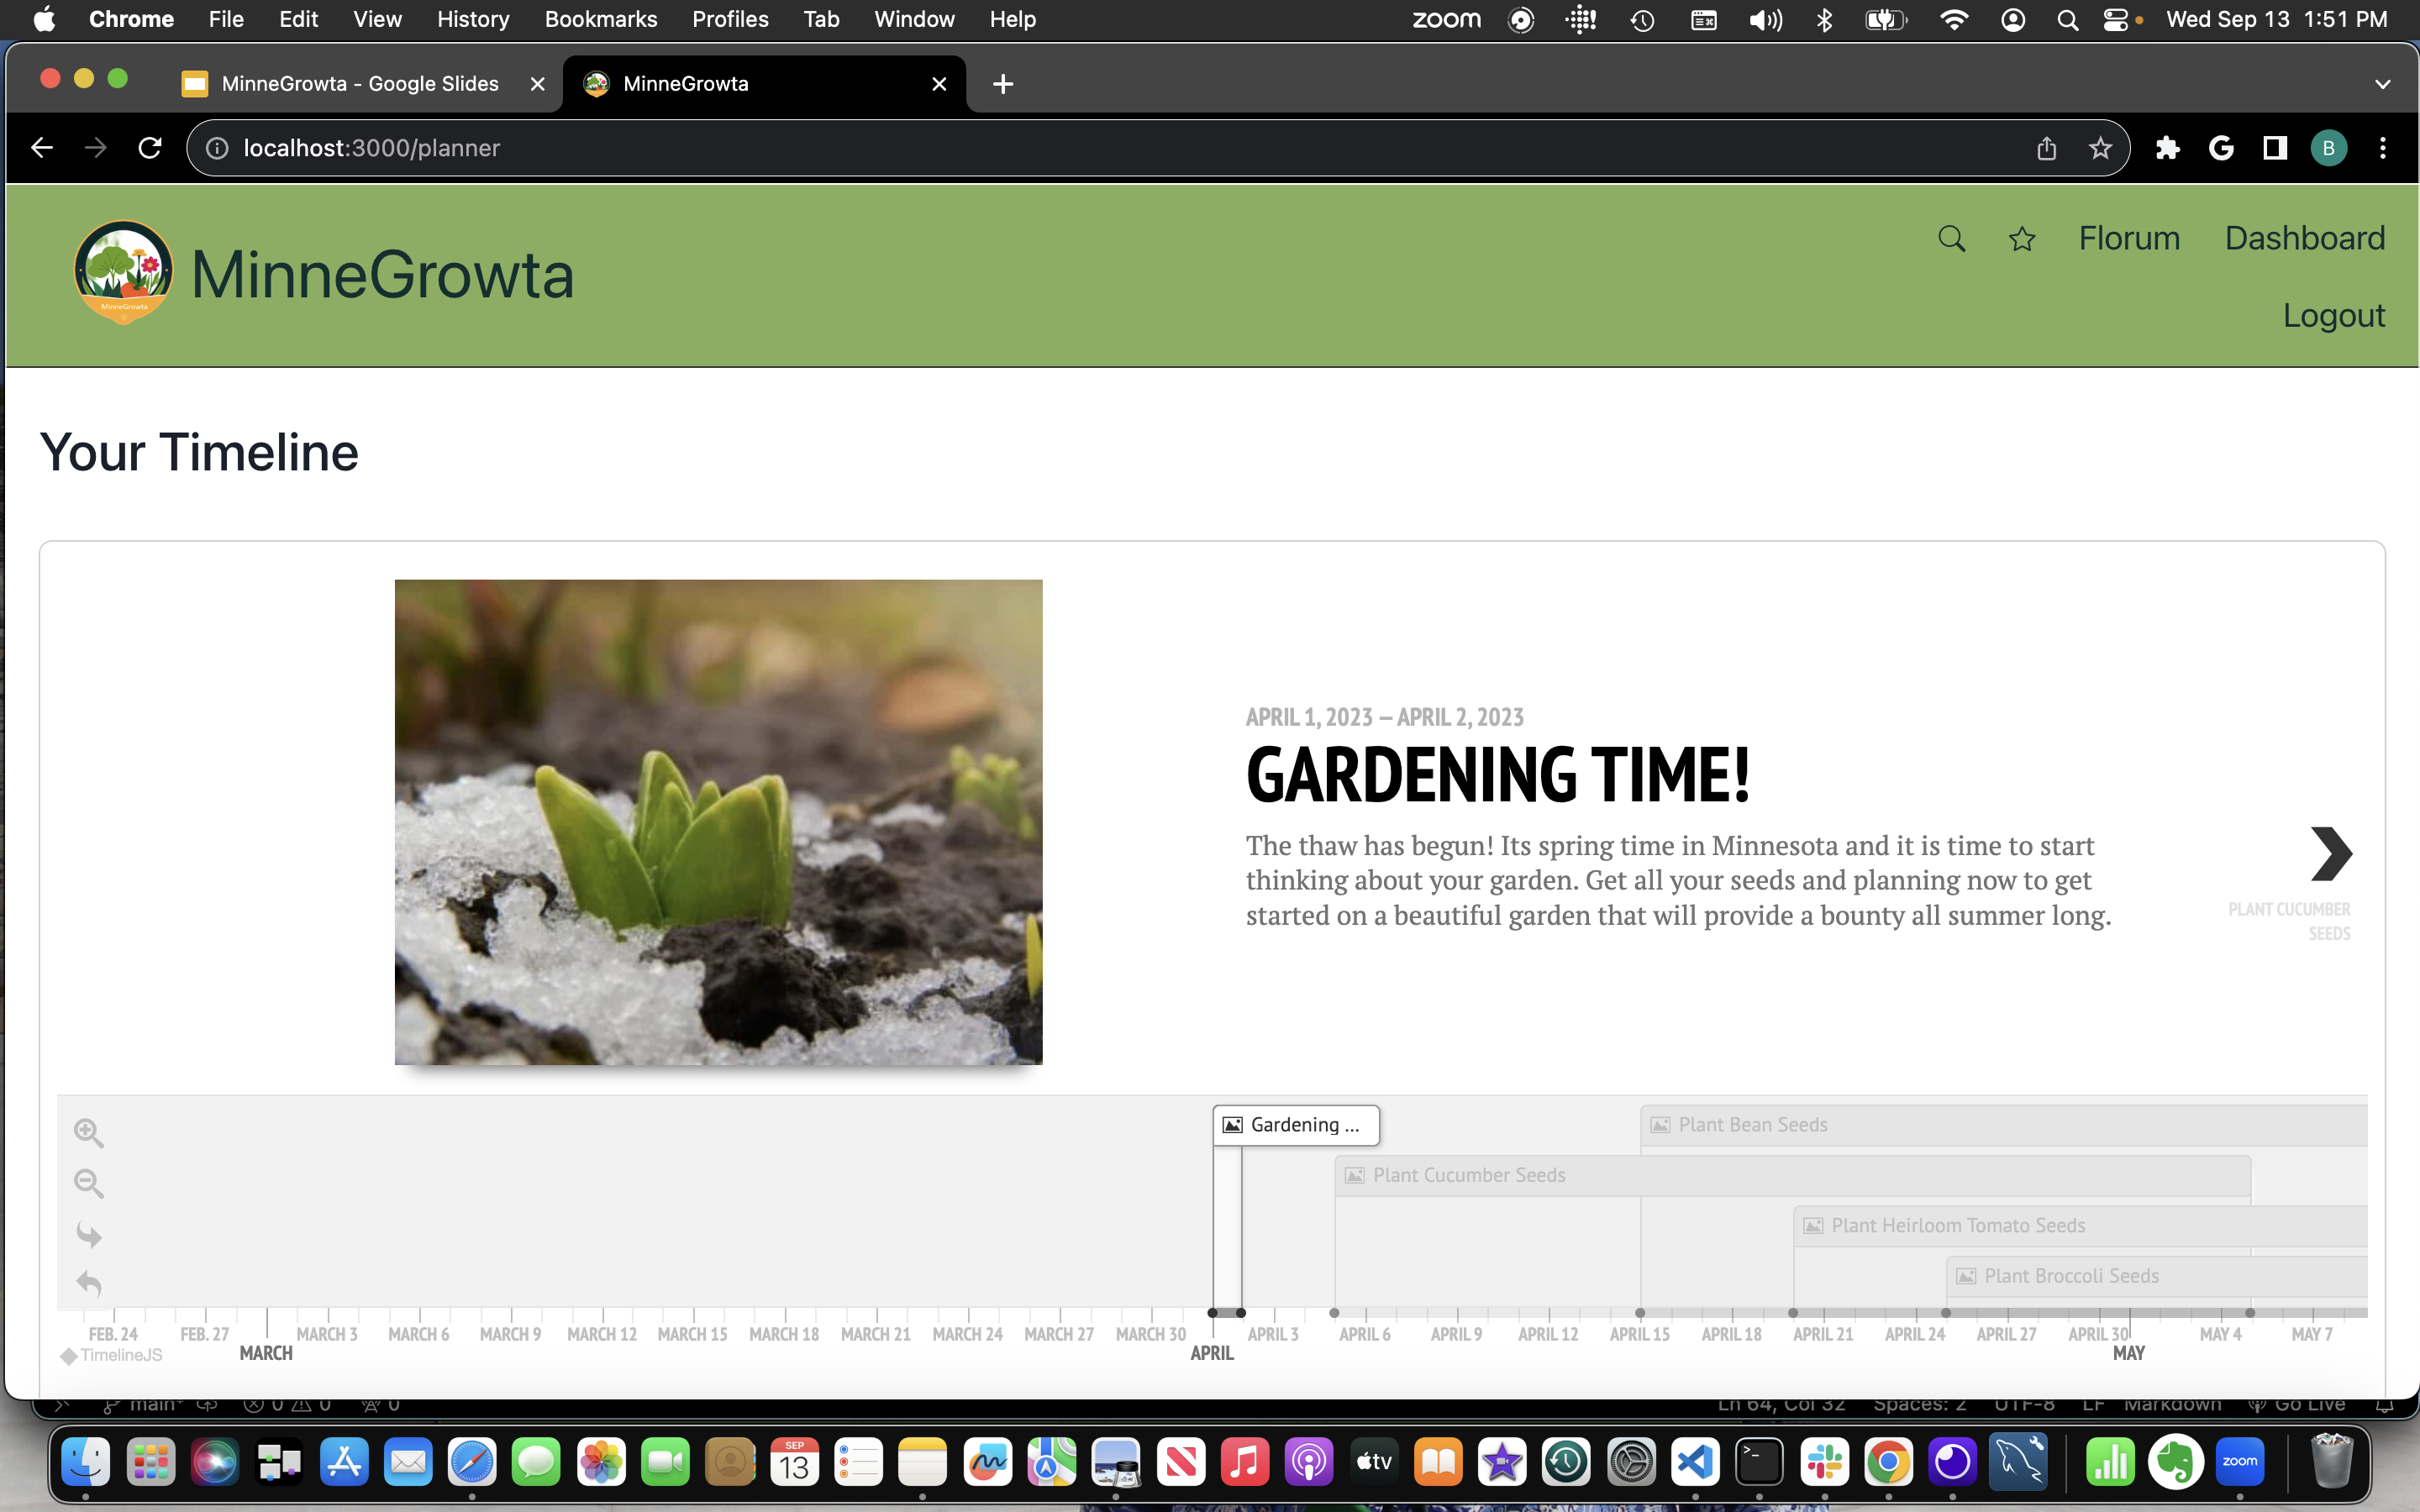 Chrome File Edit View History Bookmarks Profiles Tab Window Help zoom Wed Sep 13 1:51 PM
MinneGrowta - Google Slides MinneGrowta
localhost:3000/planner B
MinneGrowta
MinneGrowta Florum Dashboard
Logout
Your Timeline
APRIL 1, 2023 — APRIL 2, 2023
GARDENING TIME!
The thaw has begun! Its spring time in Minnesota and it is time to start
thinking about your garden. Get all your seeds and planning now to get
started on a beautiful garden that will provide a bounty all summer long.
PLANT CUCUMBER
SEEDS
Gardening ... Plant Bean Seeds
Plant Cucumber Seeds
Plant Heirloom Tomato Seeds
Plant Broccoli Seeds
FEB. 24 FEB. 27 MARCH 3 MARCH 6 MARCH 9 MARCH 12 MARCH 15 MARCH 18 MARCH 21 MARCH 24 MARCH 27 MARCH 30 APRIL 3 APRIL 6 APRIL 9 APRIL 12 APRIL 15 APRIL 18 APRIL 21 APRIL 24 APRIL 27 APRIL 30 MAY 4 MAY 7
TimelineJS MARCH APRIL MAY
main* 0 0 0 Ln 64, Col 32 Spaces: 2 UTF-8 LF Markdown Go Live
SEP
13 tv zoom